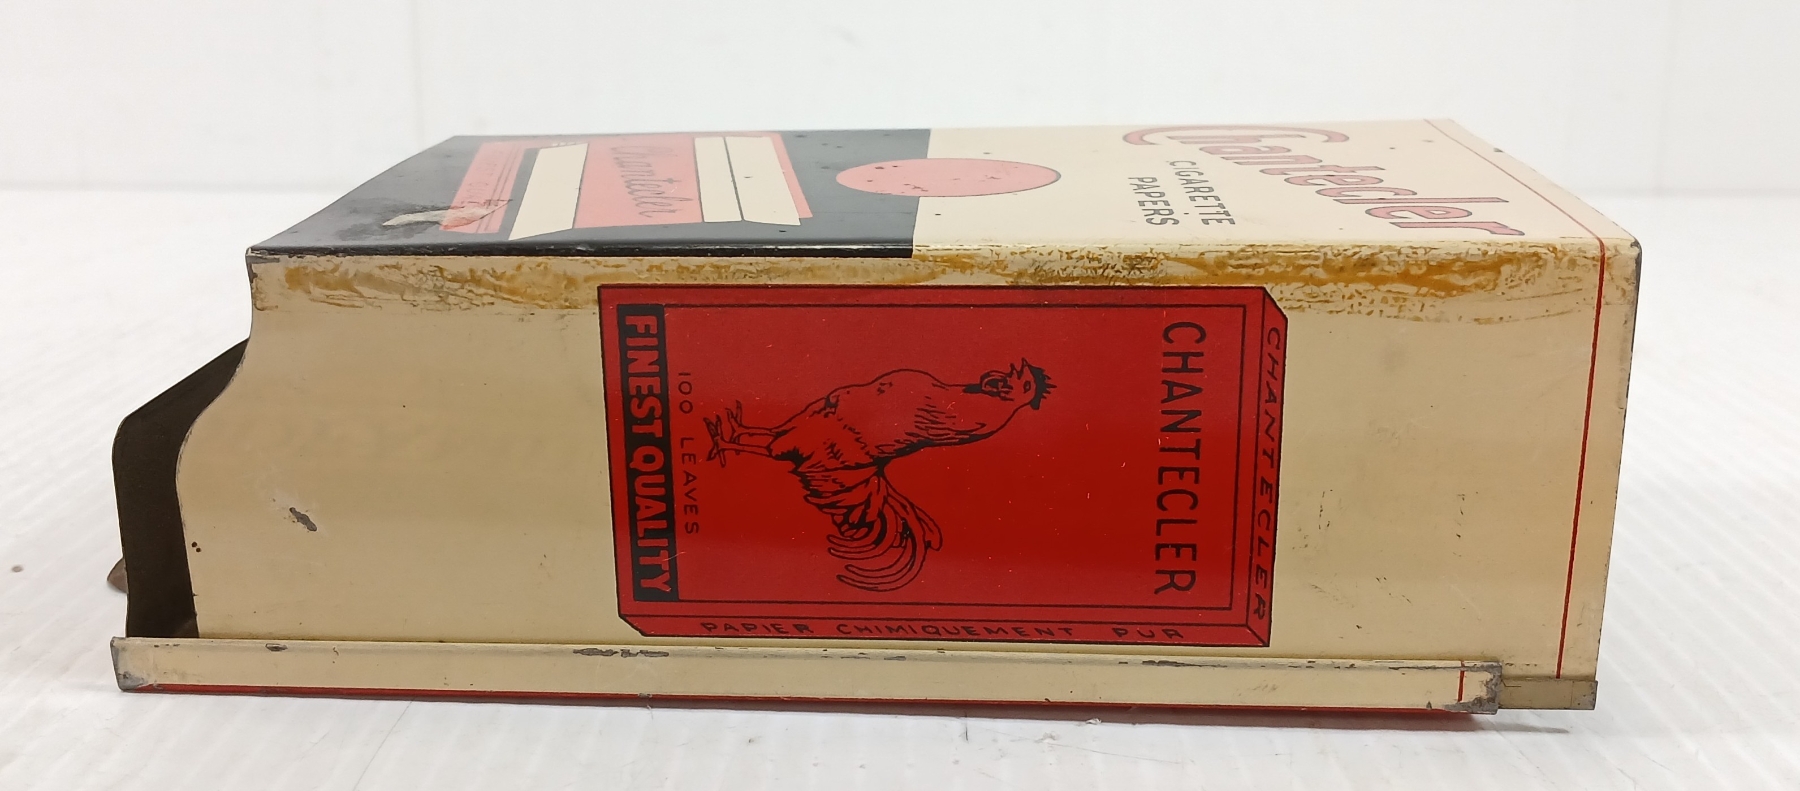 Chantecler
CIGARETTE
PAPERS
Chantecler
CHANTECLER
CHANTECLER
100 LEAVES
FINEST QUALITY
PAPIER CHIMIQUEMENT PUR